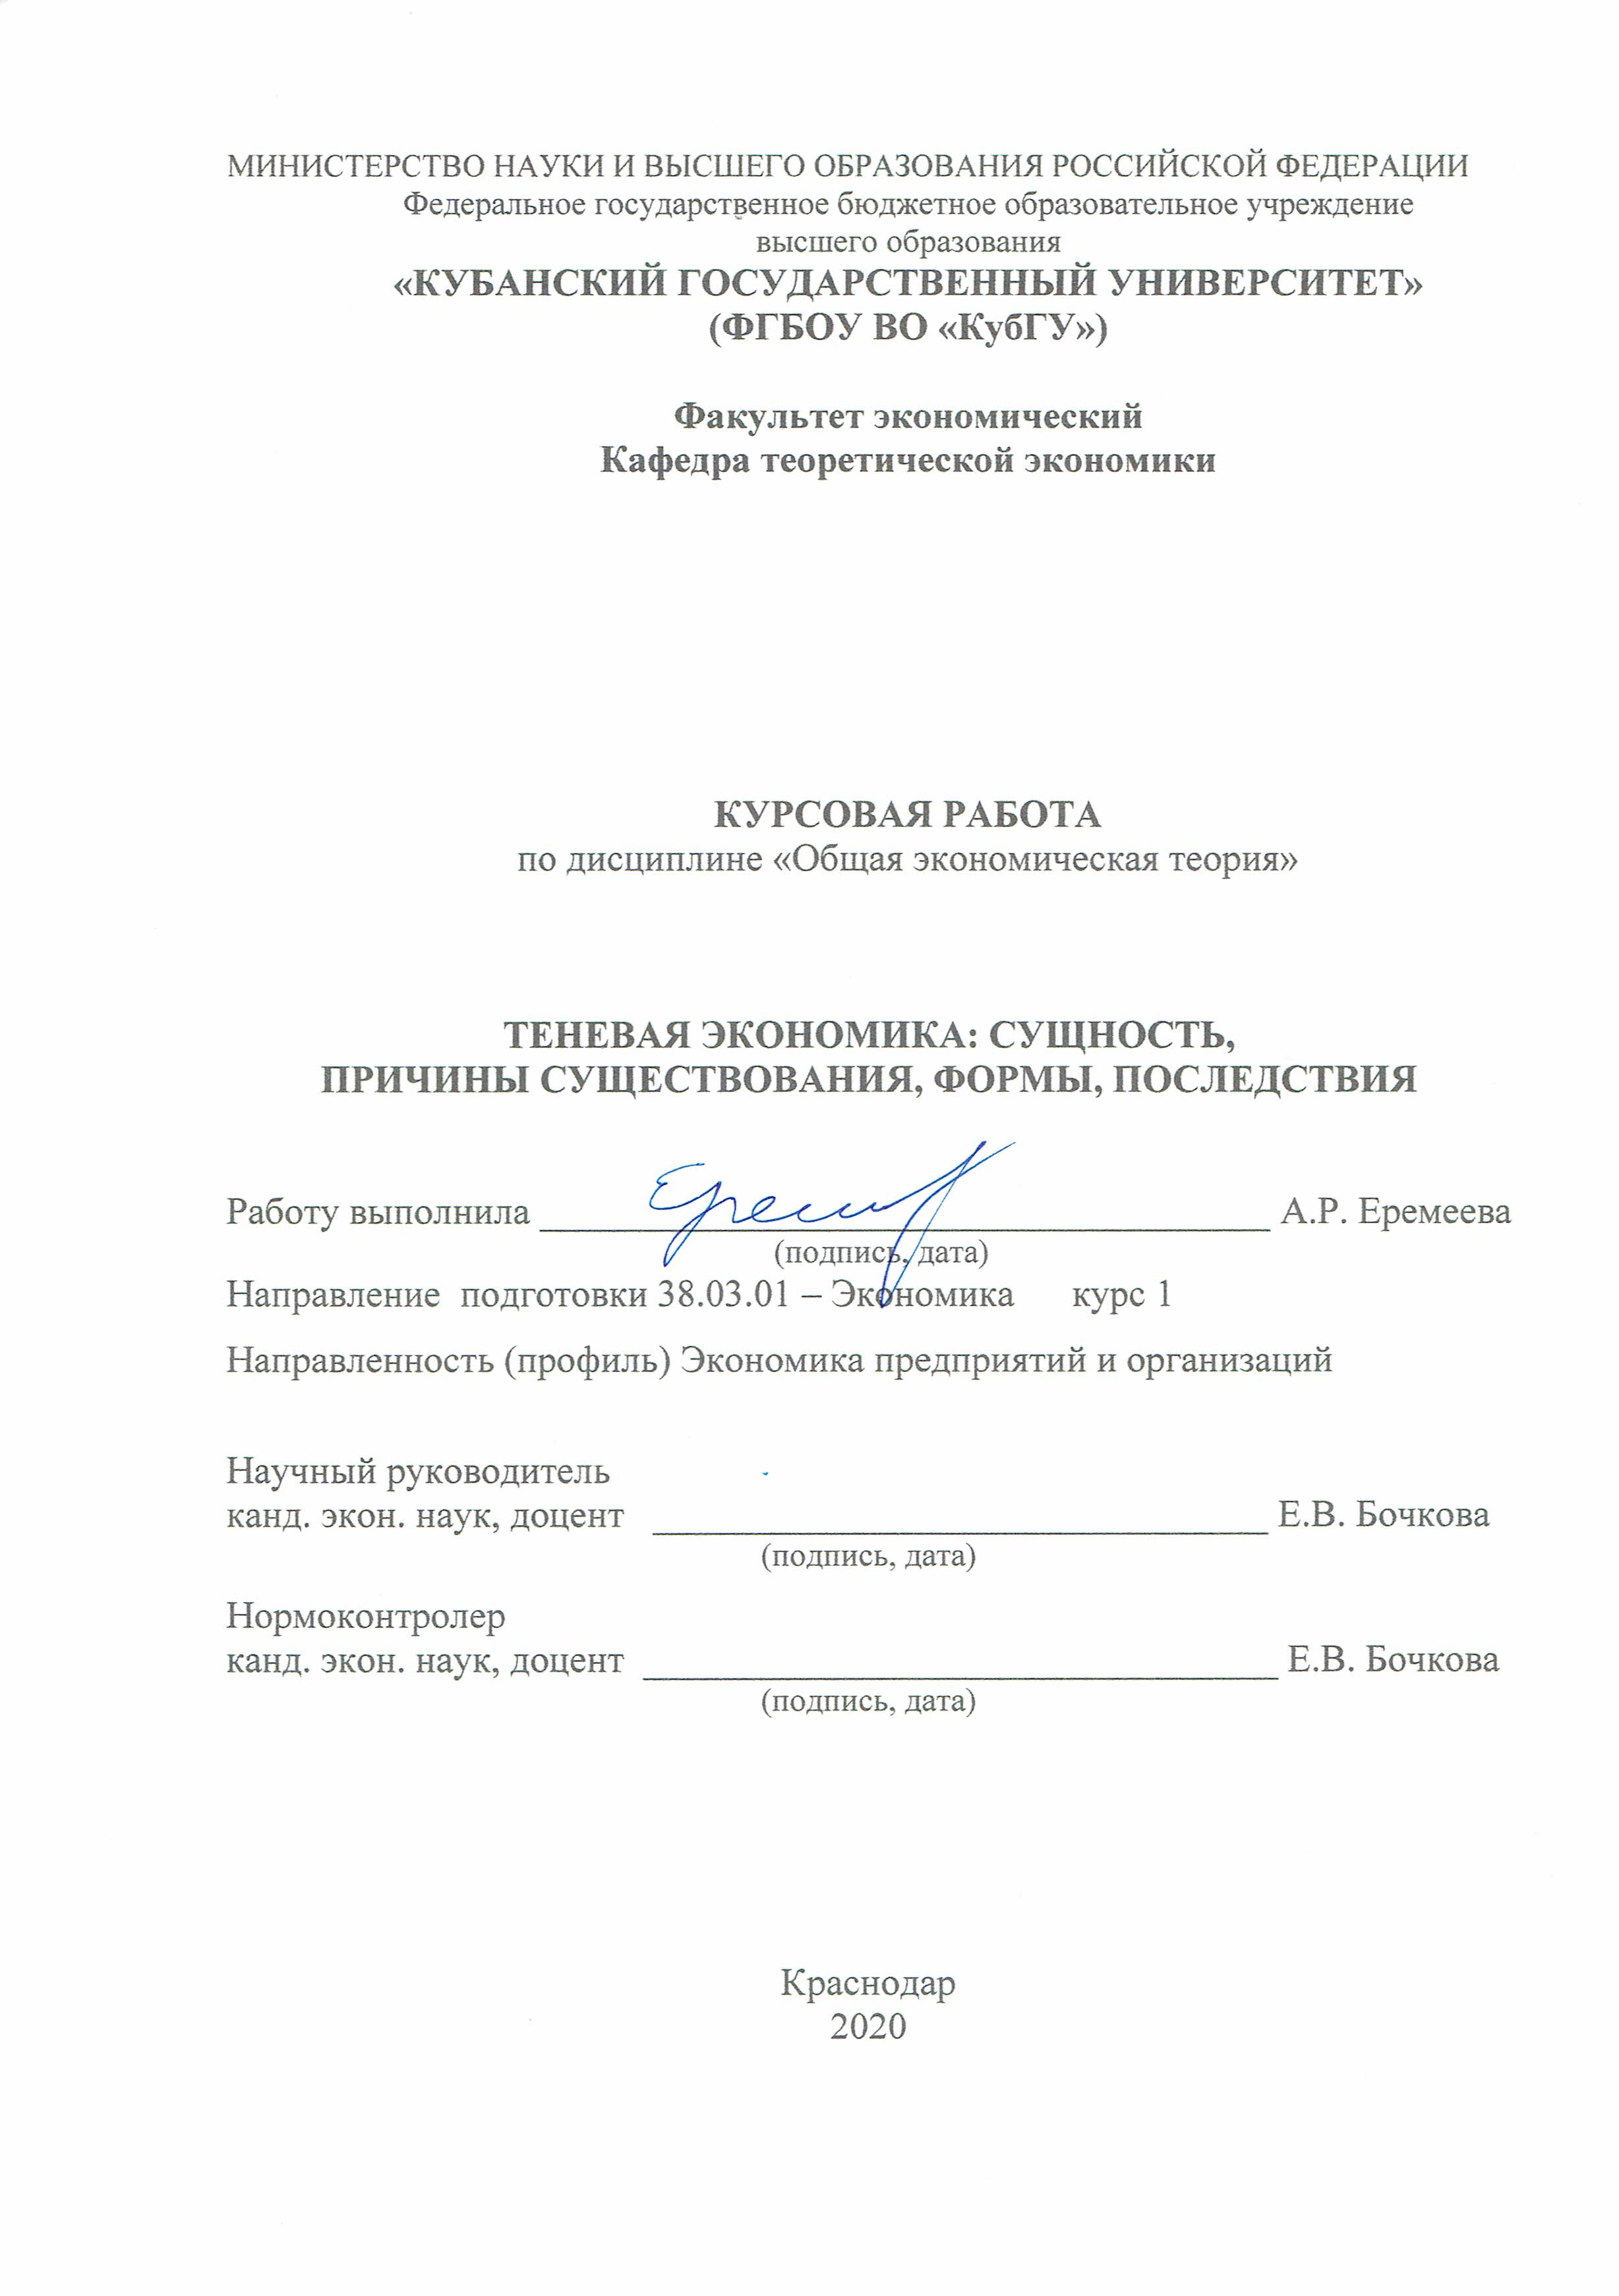 МИНИСТЕРСТВО НАУКИ И ВЫСШЕГО ОБРАЗОВАНИЯ РОССИЙСКОЙ ФЕДЕРАЦИИ
Федеральное государственное бюджетное образовательное учреждение
высшего образования
«КУБАНСКИЙ ГОСУДАРСТВЕННЫЙ УНИВЕРСИТЕТ»
(ФГБОУ ВО «КубГУ»)
Факультет экономический
Кафедра теоретической экономики
КУРСОВАЯ РАБОТА
по дисциплине «Общая экономическая теория»
ТЕНЕВАЯ ЭКОНОМИКА: СУЩНОСТЬ,
ПРИЧИНЫ СУЩЕСТВОВАНИЯ, ФОРМЫ, ПОСЛЕДСТВИЯ
Работу выполнила ______ А.Р. Еремеева
(подпись, дата)
Направление подготовки 38.03.01 – Экономика курс 1
Направленность (профиль) Экономика предприятий и организаций
Научный руководитель
канд. экон. наук, доцент ______ Е.В. Бочкова
(подпись, дата)
Нормоконтролер
канд. экон. наук, доцент ______ Е.В. Бочкова
(подпись, дата)
Краснодар
2020